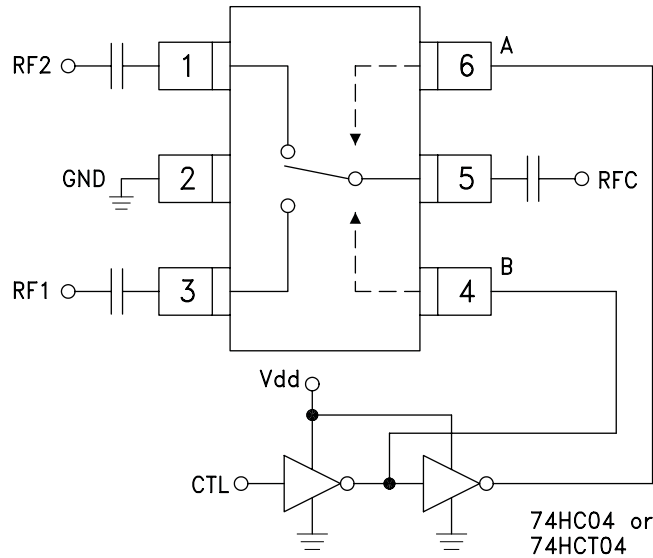 A
RF2 1 6
GND 2 5 RFC
B
RF1 3 4
Vdd
CTL
74HC04 or
74HCT04